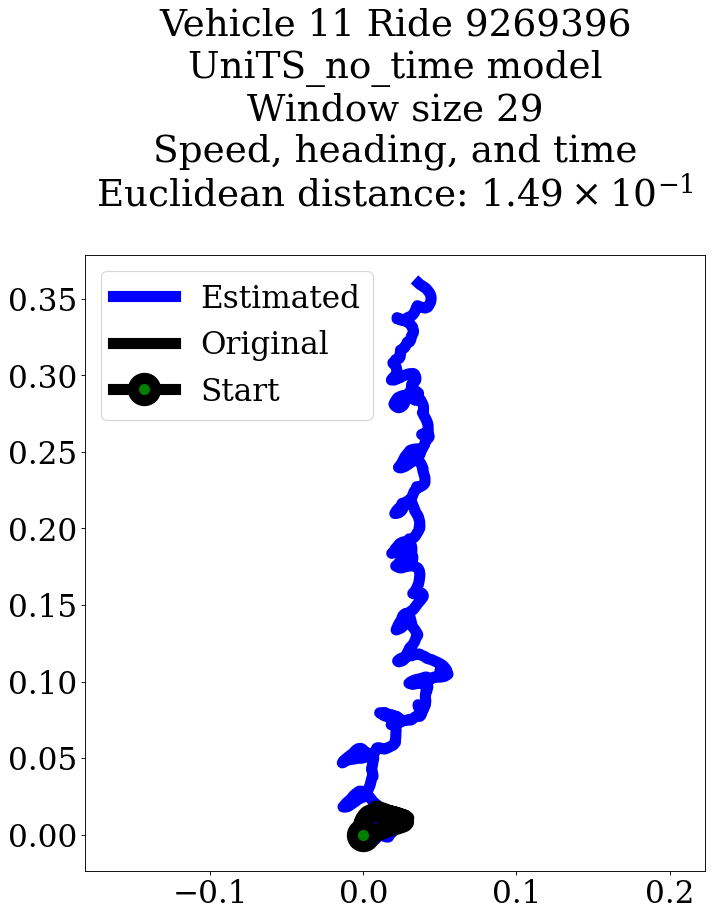 Vehicle 11 Ride 9269396
UniTS_no_time model
Window size 29
Speed, heading, and time
Euclidean distance: 1.49 × 10⁻¹
Estimated
Original
Start
0.35
0.30
0.25
0.20
0.15
0.10
0.05
0.00
−0.1
0.0
0.1
0.2